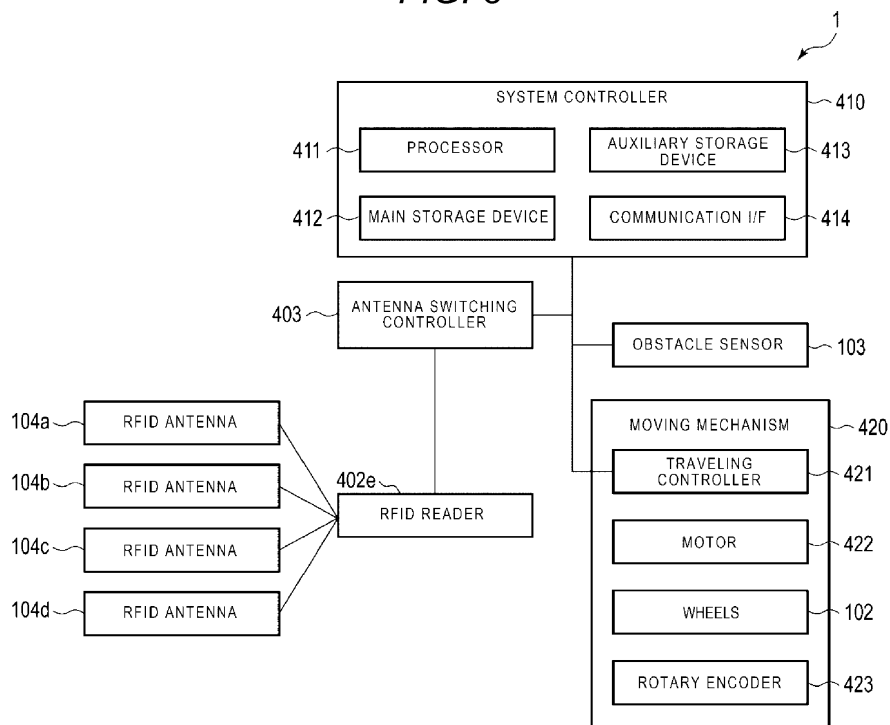 1
SYSTEM CONTROLLER
410
411
PROCESSOR
AUXILIARY STORAGE
DEVICE
413
412
MAIN STORAGE DEVICE
COMMUNICATION I/F
414
403
ANTENNA SWITCHING
CONTROLLER
OBSTACLE SENSOR
103
104a
RFID ANTENNA
104b
RFID ANTENNA
104c
RFID ANTENNA
104d
RFID ANTENNA
402e
RFID READER
MOVING MECHANISM
420
TRAVELING
CONTROLLER
421
MOTOR
422
WHEELS
102
ROTARY ENCODER
423